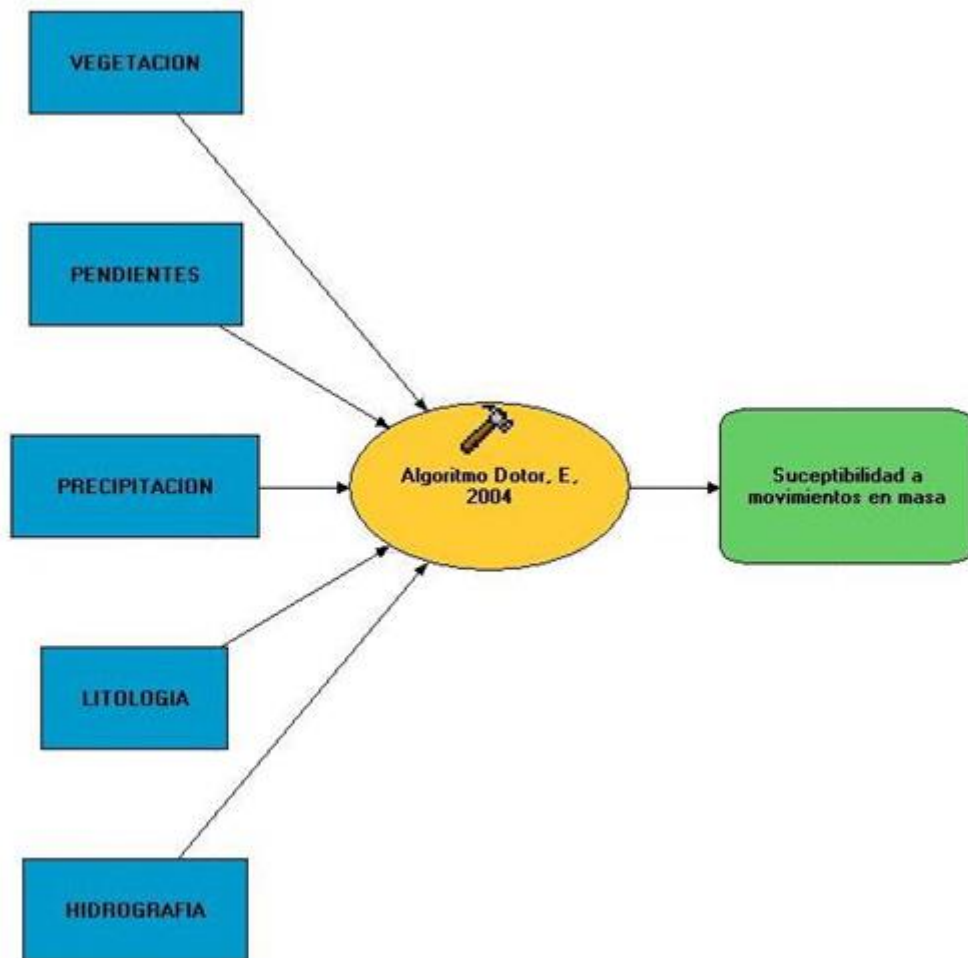 VEGETACION
PENDIENTES
PRECIPITACION
LITOLOGIA
HIDROGRAFIA
Algoritmo Dotor, E,
2004
Suceptibilidad a
movimientos en masa